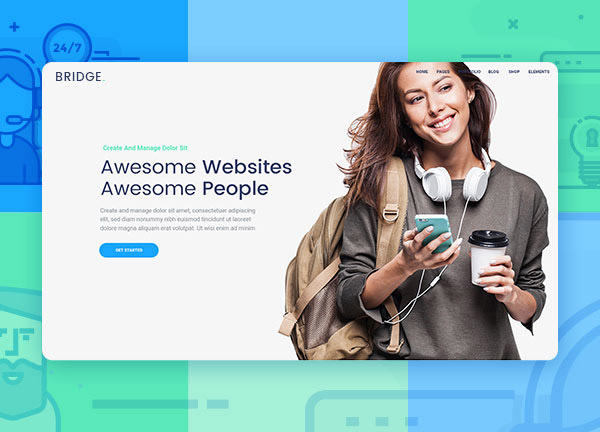 24/7
BRIDGE.
HOME PAGES BLOG SHOP ELEMENTS
Create And Manage Dolor Sit
Awesome Websites
Awesome People
Create and manage dolor sit amet, consectetuer adipiscing
elit, sed diam nonummy nibh euismod tincidunt ut laoreet
dolore magna aliquam erat volutpat. Ut wisi enim ad minim
GET STARTED